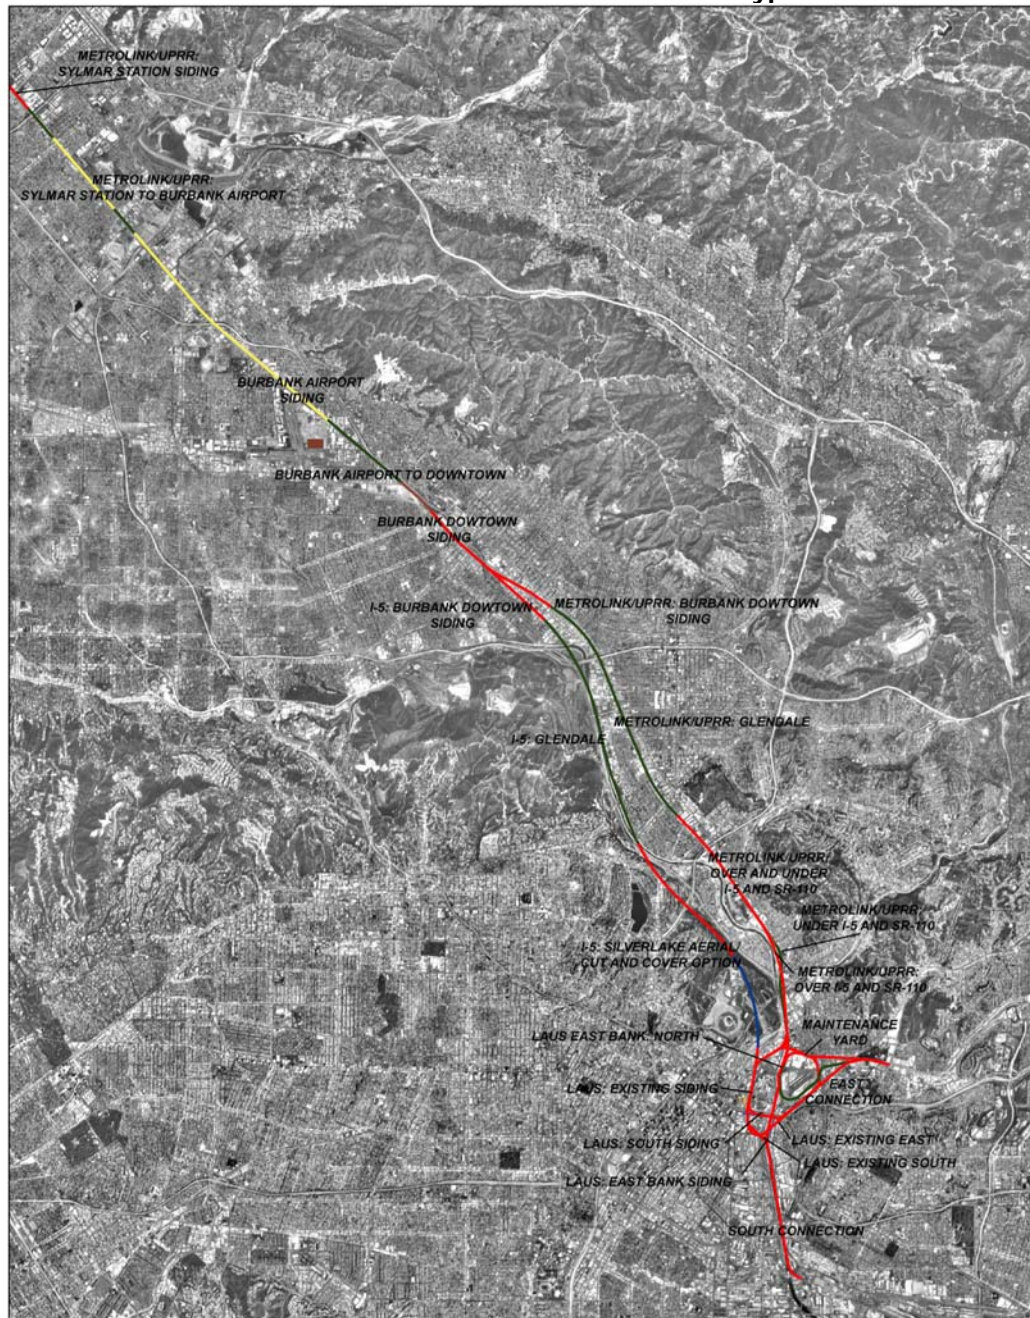 METROLINK/UPRR:
SYLMAR STATION SIDING
METROLINK/UPRR:
SYLMAR STATION TO BURBANK AIRPORT
BURBANK AIRPORT
SIDING
BURBANK AIRPORT TO DOWNTOWN
BURBANK DOWTOWN
SIDING
I-5: BURBANK DOWTOWN
SIDING
METROLINK/UPRR: BURBANK DOWTOWN
SIDING
METROLINK/UPRR: GLENDALE
I-5: GLENDALE
METROLINK/UPRR:
OVER AND UNDER
I-5 AND SR-110
METROLINK/UPRR:
UNDER I-5 AND SR-110
I-5: SILVERLAKE AERIAL/
CUT AND COVER OPTION
METROLINK/UPRR:
OVER I-5 AND SR-110
LAUS EAST BANK: NORTH
MAINTENANCE
YARD
LAUS: EXISTING SIDING
EAST
CONNECTION
LAUS: SOUTH SIDING
LAUS: EXISTING EAST
LAUS: EXISTING SOUTH
LAUS: EAST BANK SIDING
SOUTH CONNECTION